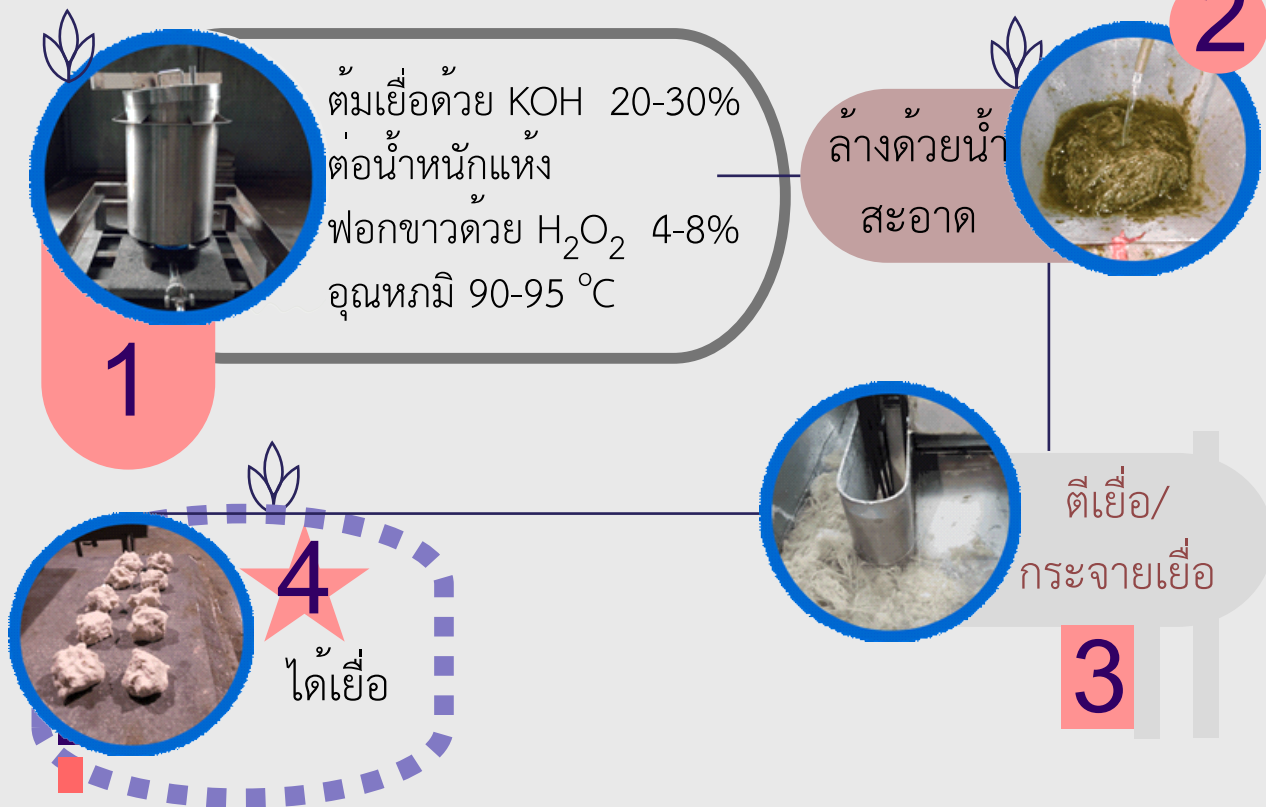 ต้มเยื่อด้วย KOH 20-30%
ต่อน้ำหนักแห้ง
ฟอกขาวด้วย H₂O₂ 4-8%
อุณหภมิ 90-95 °C
1
2
ล้างด้วยน้ำ
สะอาด
ตีเยื่อ/
กระจายเยื่อ
3
4
ได้เยื่อ